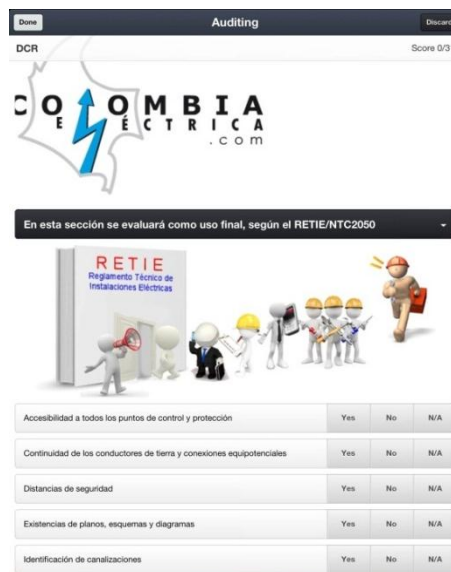 Done
Auditing
Discard
DCR
Score 0/3
COLOMBIA
ELÉCTRICA
.com
En esta sección se evaluará como uso final, según el RETIE/NTC2050
RETIE
Reglamento Técnico de
Instalaciones Eléctricas
Accesibilidad a todos los puntos de control y protección Yes No N/A
Continuidad de los conductores de tierra y conexiones equipotenciales Yes No N/A
Distancias de seguridad Yes No N/A
Existencias de planos, esquemas y diagramas Yes No N/A
Identificación de canalizaciones Yes No N/A